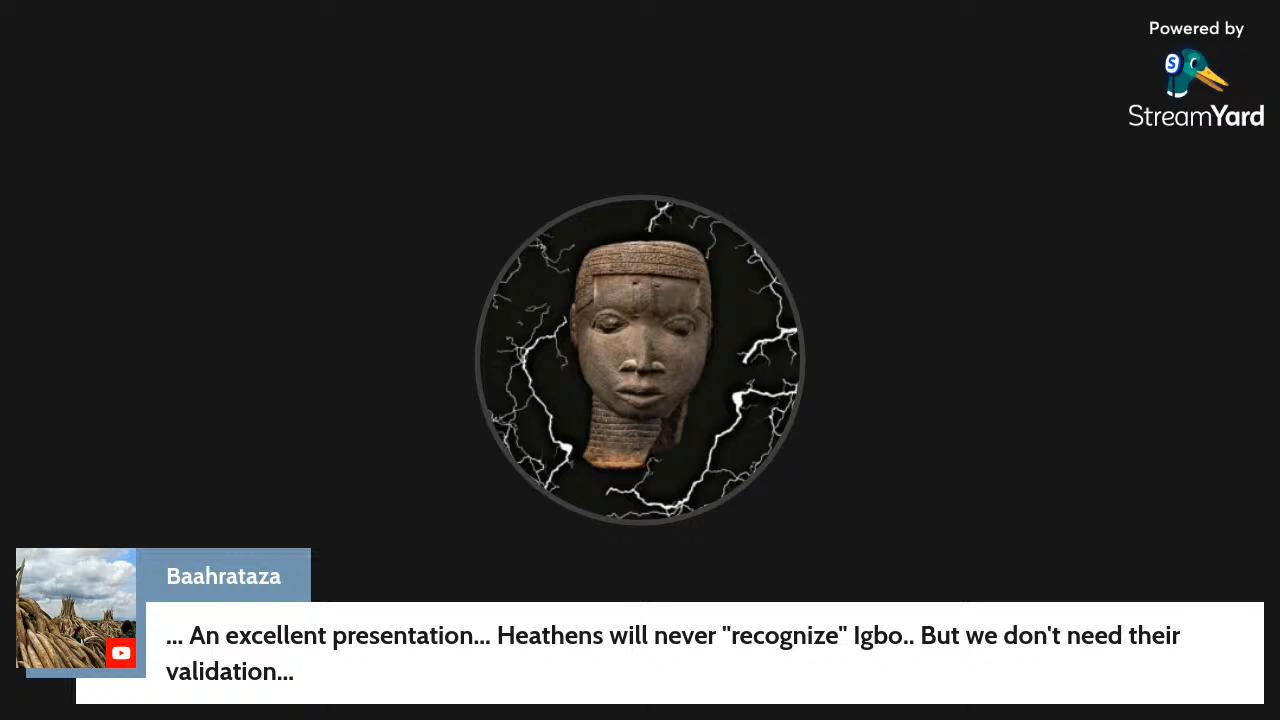 Powered by
S
StreamYard
Baahrataza
... An excellent presentation... Heathens will never "recognize" Igbo.. But we don't need their
validation...